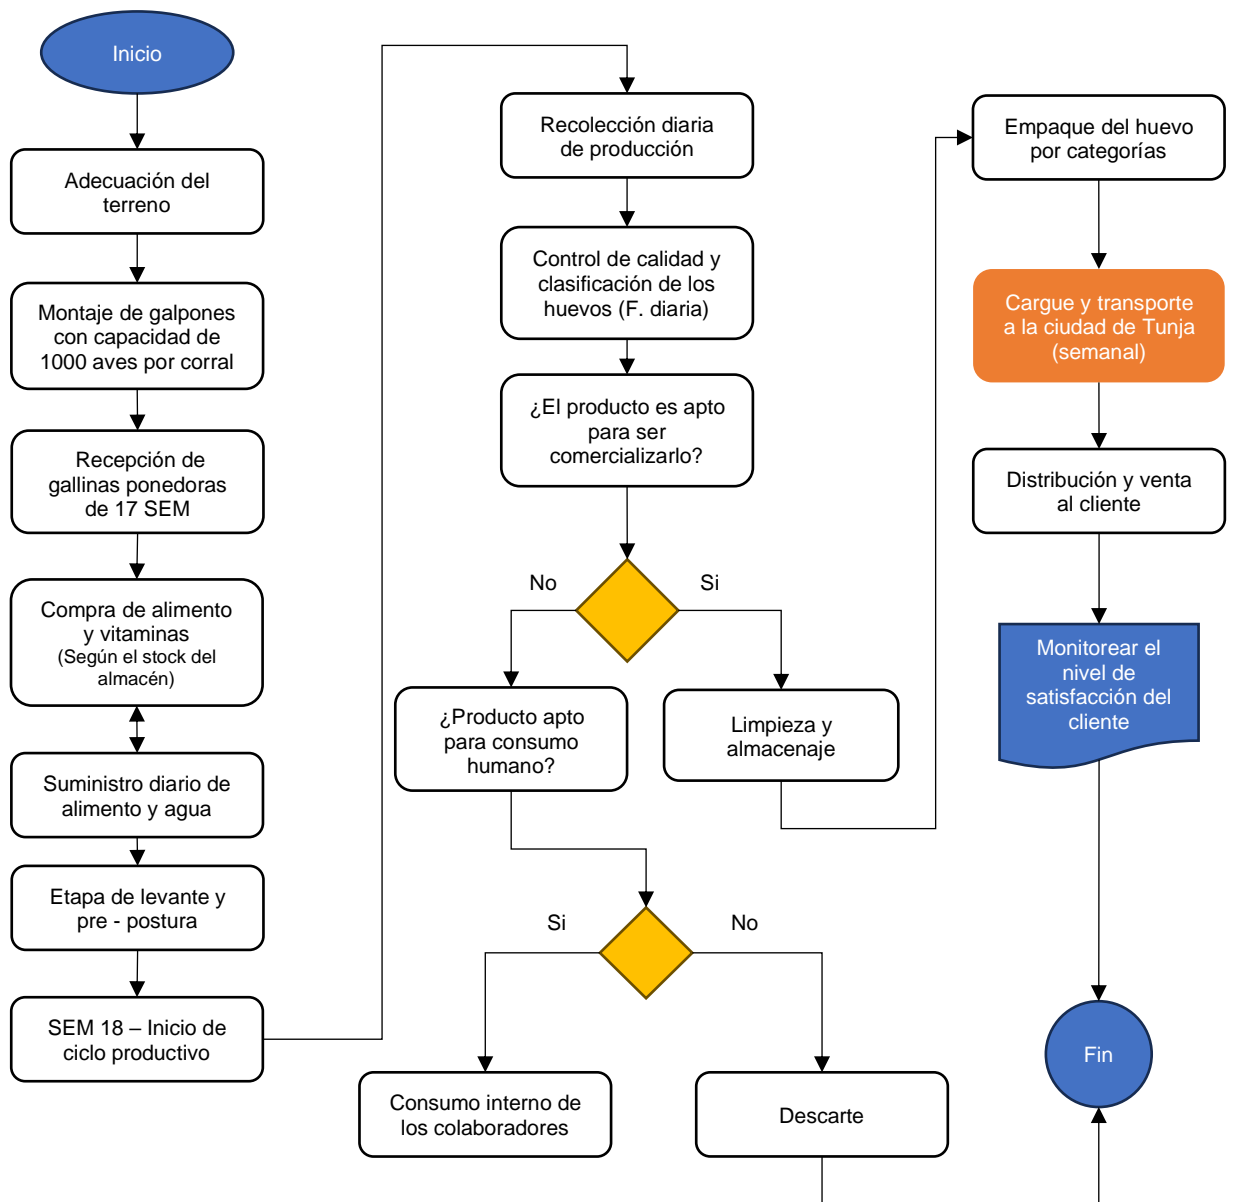 Inicio
Adecuación del
terreno
Montaje de galpones
con capacidad de
1000 aves por corral
Recepción de
gallinas ponedoras
de 17 SEM
Compra de alimento
y vitaminas
(Según el stock del
almacén)
Suministro diario de
alimento y agua
Etapa de levante y
pre - postura
SEM 18 – Inicio de
ciclo productivo
Recolección diaria
de producción
Control de calidad y
clasificación de los
huevos (F. diaria)
¿El producto es apto
para ser
comercializarlo?
No
Si
¿Producto apto
para consumo
humano?
Limpieza y
almacenaje
Si
No
Consumo interno de
los colaboradores
Descarte
Empaque del huevo
por categorías
Cargue y transporte
a la ciudad de Tunja
(semanal)
Distribución y venta
al cliente
Monitorear el
nivel de
satisfacción del
cliente
Fin